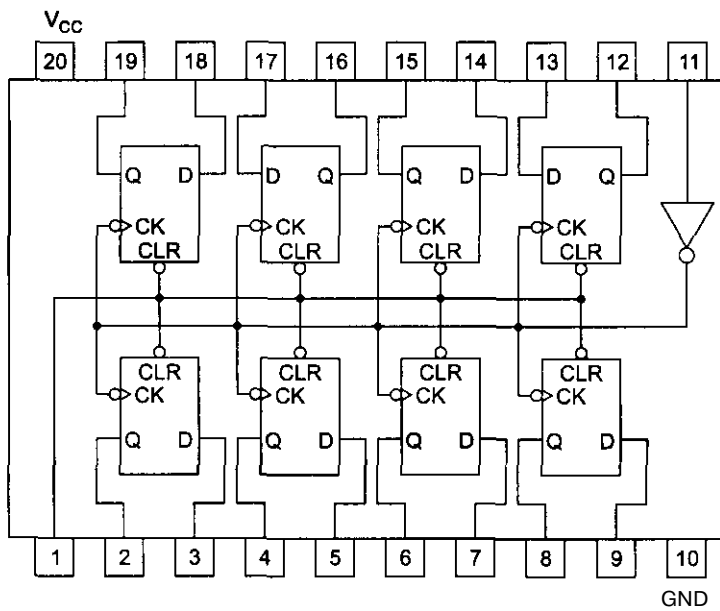 V_CC
20 19 18 17 16 15 14 13 12 11
Q D D Q Q D D Q
CK CK CK CK
CLR CLR CLR CLR
CLR CLR CLR CLR
CK CK CK CK
Q D Q D Q D Q D
1 2 3 4 5 6 7 8 9 10
GND